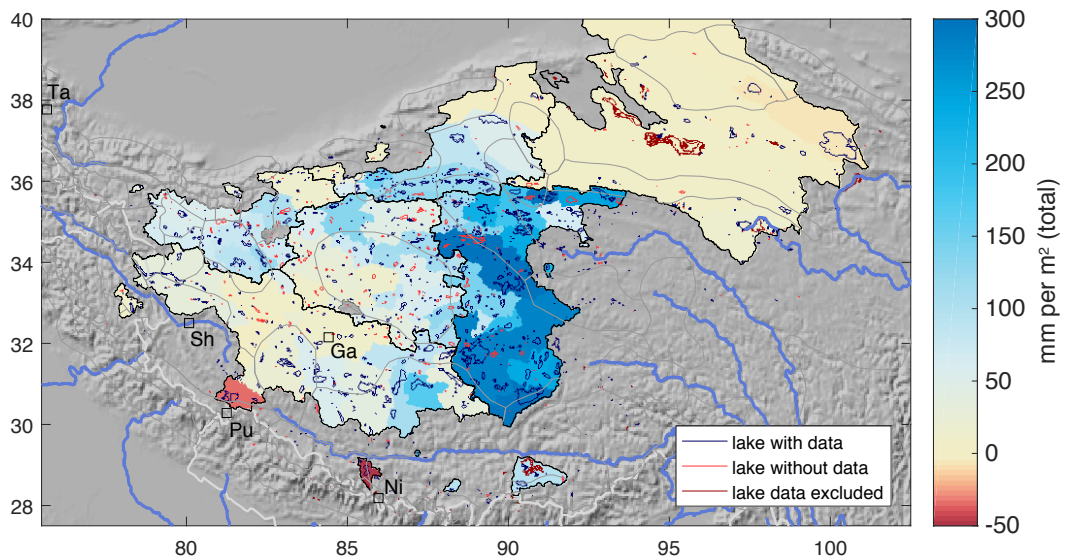 40
38
36
34
32
30
28
80
85
90
95
100
Ta
Sh
Ga
Pu
Ni
lake with data
lake without data
lake data excluded
300
250
200
150
100
50
0
-50
mm per m² (total)